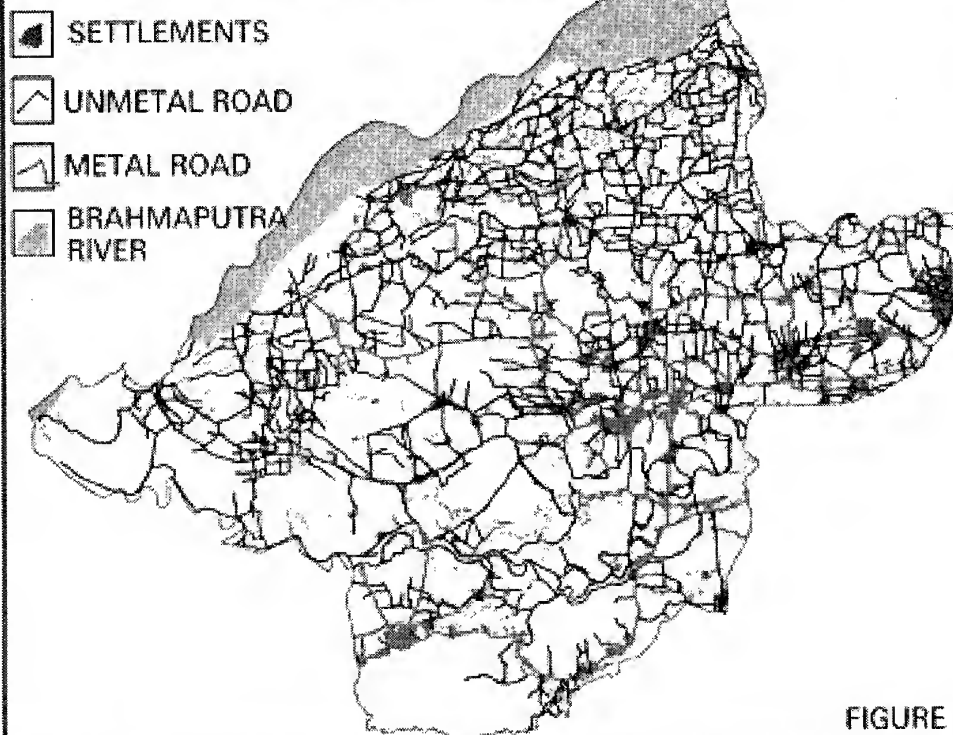 SETTLEMENTS
UNMETAL ROAD
METAL ROAD
BRAHMAPUTRA
RIVER
FIGURE